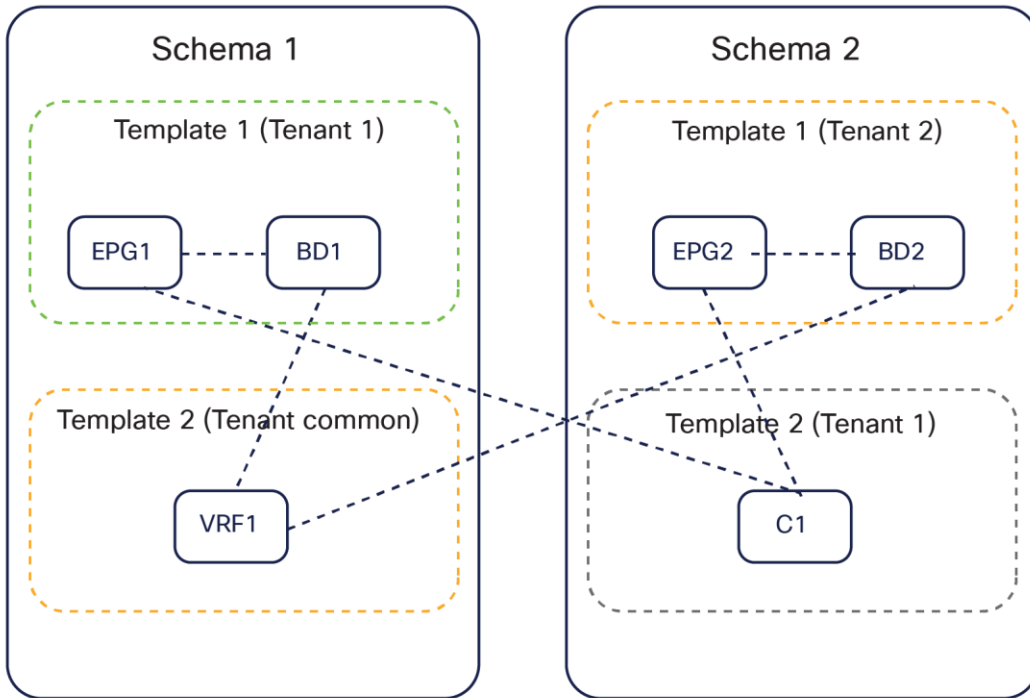 Schema 1
Template 1 (Tenant 1)
EPG1
BD1
Template 2 (Tenant common)
VRF1
Schema 2
Template 1 (Tenant 2)
EPG2
BD2
Template 2 (Tenant 1)
C1